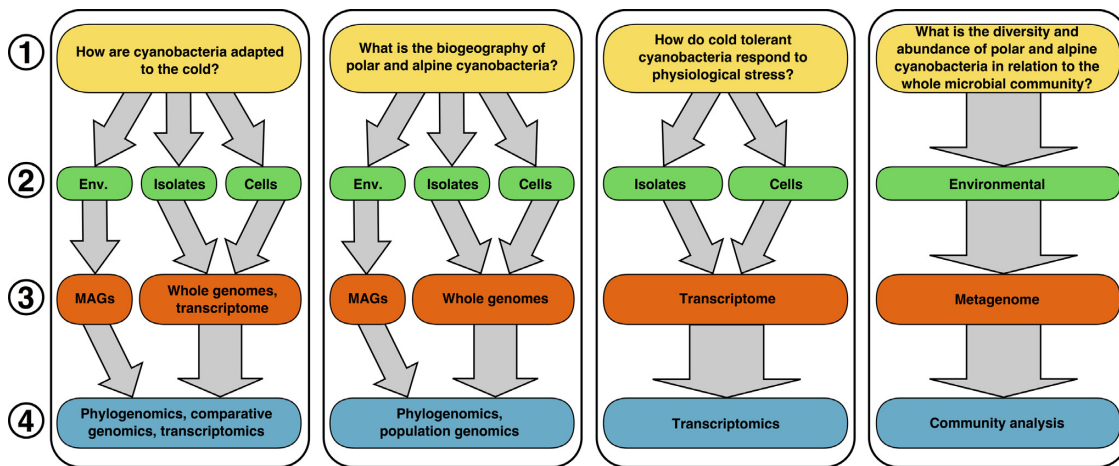 1
How are cyanobacteria adapted
to the cold?
What is the biogeography of
polar and alpine cyanobacteria?
How do cold tolerant
cyanobacteria respond to
physiological stress?
What is the diversity and
abundance of polar and alpine
cyanobacteria in relation to the
whole microbial community?
2
Env.
Isolates
Cells
Env.
Isolates
Cells
Isolates
Cells
Environmental
3
MAGs
Whole genomes,
transcriptome
MAGs
Whole genomes
Transcriptome
Metagenome
4
Phylogenomics, comparative
genomics, transcriptomics
Phylogenomics,
population genomics
Transcriptomics
Community analysis